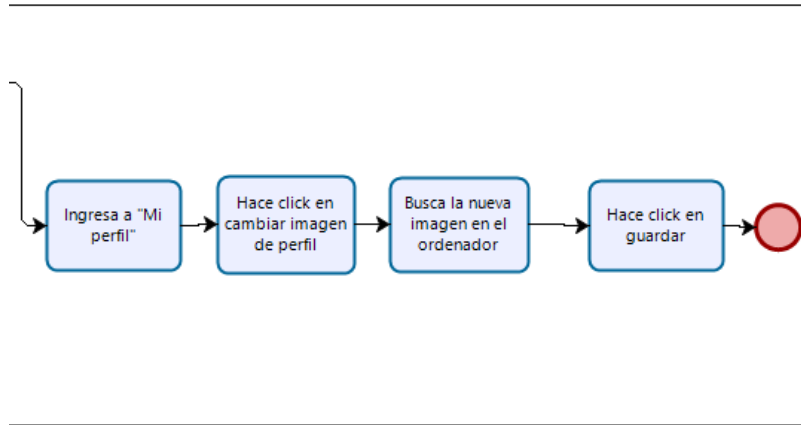 Ingresa a "Mi
perfil"
Hace click en
cambiar imagen
de perfil
Busca la nueva
imagen en el
ordenador
Hace click en
guardar